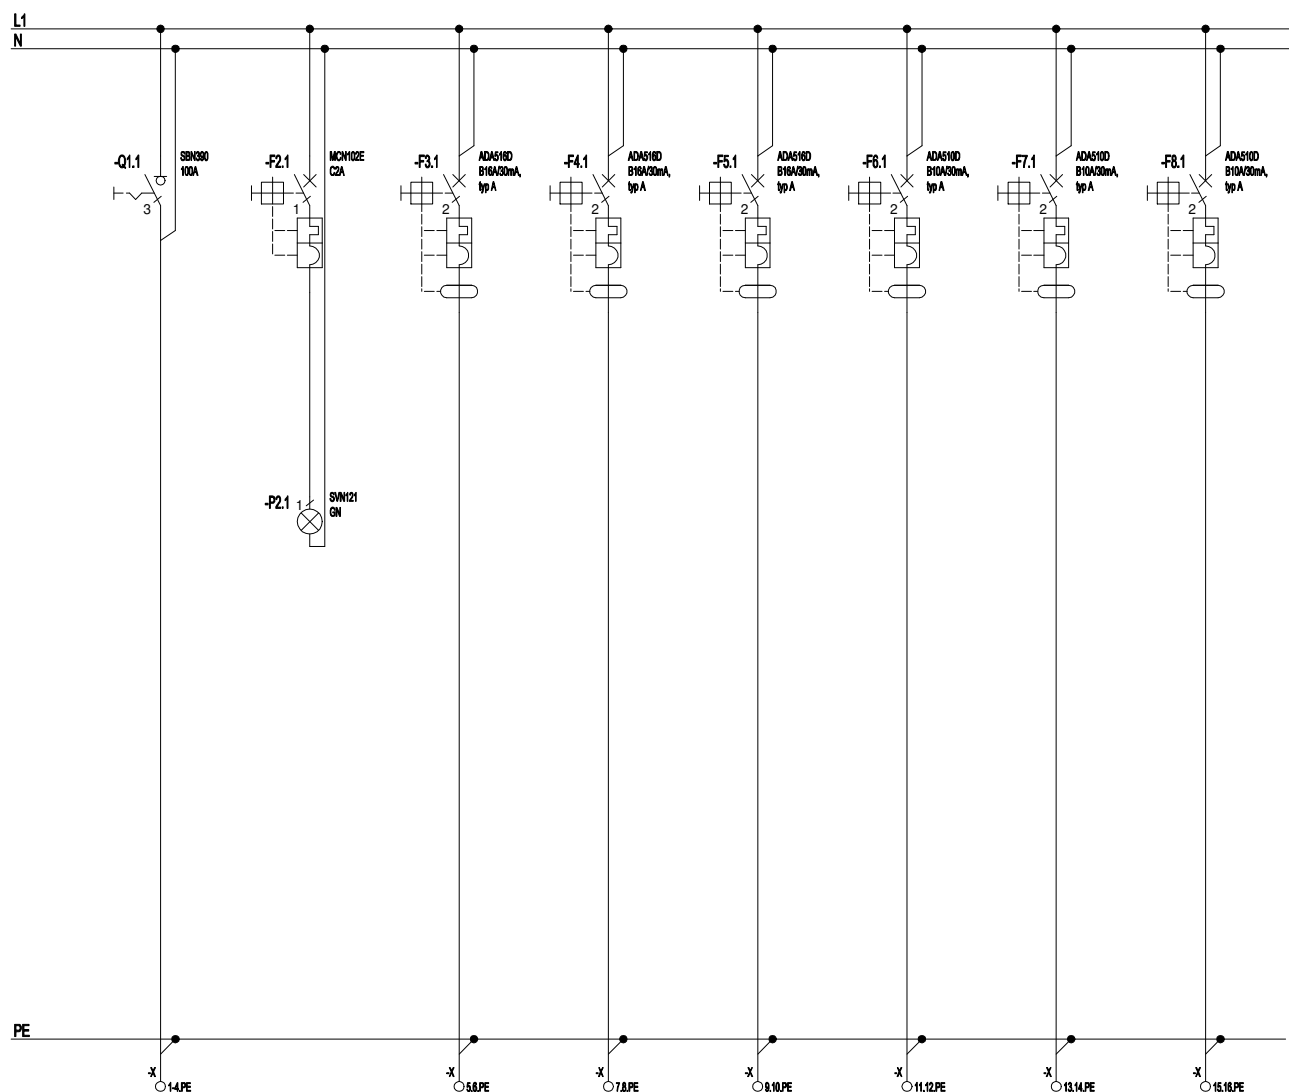 L1
N
-Q1.1
SBN390
100A
3
-F2.1
MCN102E
C2A
1
-F3.1
ADA516D
B16A/30mA,
typ A
2
-F4.1
ADA516D
B16A/30mA,
typ A
2
-F5.1
ADA516D
B16A/30mA,
typ A
2
-F6.1
ADA510D
B10A/30mA,
typ A
2
-F7.1
ADA510D
B10A/30mA,
typ A
2
-F8.1
ADA510D
B10A/30mA,
typ A
2
-P2.1
1
SVN121
GN
PE
-X
1-4.PE
-X
5.6.PE
-X
7.8.PE
-X
9.10.PE
-X
11.12.PE
-X
13.14.PE
-X
15.16.PE